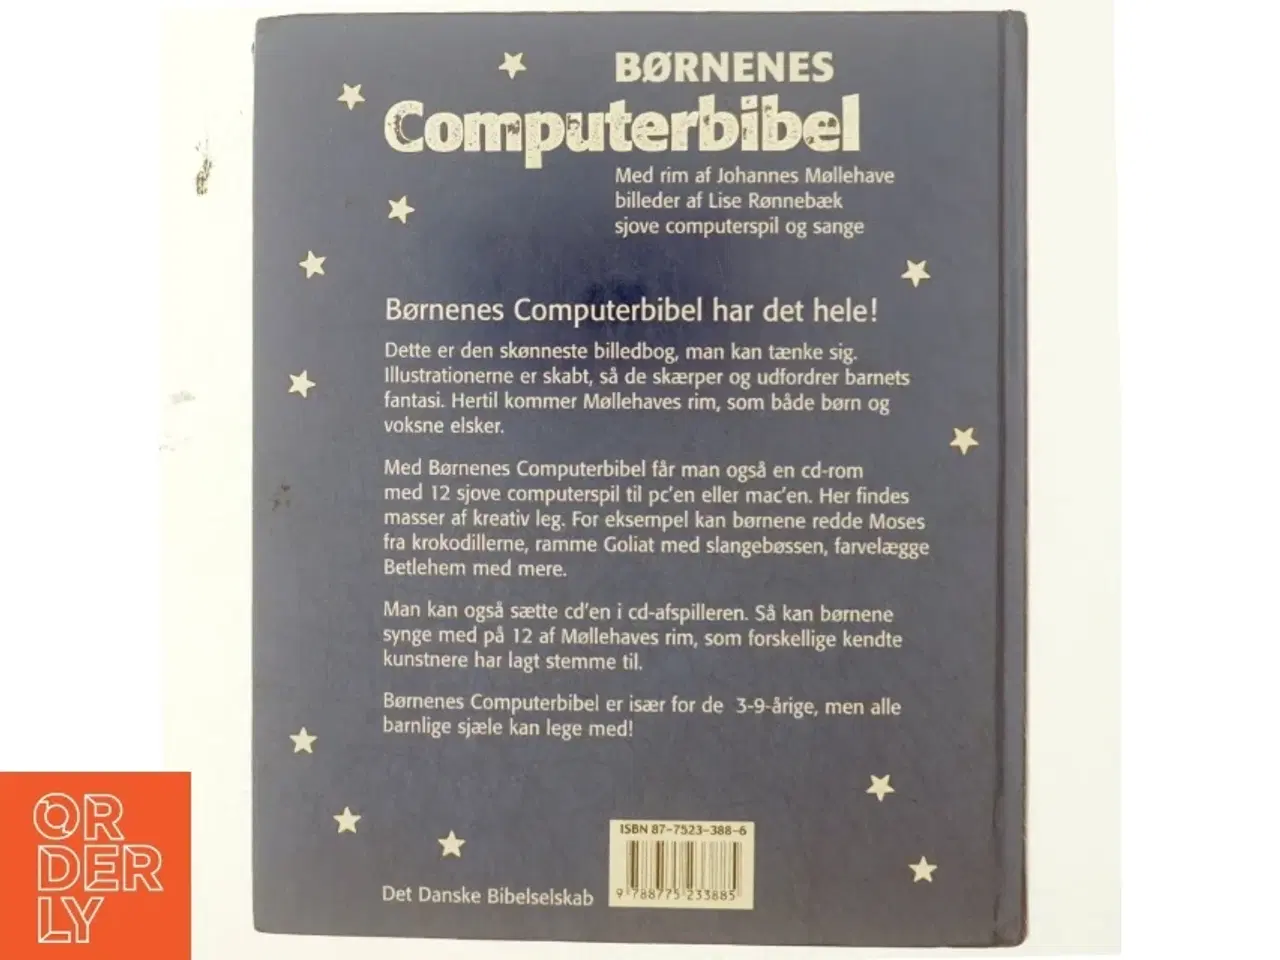 BØRNENES
Computerbibel
Med rim af Johannes Møllehave
billeder af Lise Rønnebæk
sjove computerspil og sange
Børnenes Computerbibel har det hele!
Dette er den skønneste billedbog, man kan tænke sig.
Illustrationerne er skabt, så de skærper og udfordrer barnets
fantasi. Hertil kommer Møllehaves rim, som både børn og
voksne elsker.
Med Børnenes Computerbibel får man også en cd-rom
med 12 sjove computerspil til pc'en eller mac'en. Her findes
masser af kreativ leg. For eksempel kan børnene redde Moses
fra krokodillerne, ramme Goliat med slangebøssen, farvelægge
Betlehem med mere.
Man kan også sætte cd'en i cd-afspilleren. Så kan børnene
synge med på 12 af Møllehaves rim, som forskellige kendte
kunstnere har lagt stemme til.
Børnenes Computerbibel er især for de 3-9-årige, men alle
barnlige sjæle kan lege med!
ISBN 87-7523-388-6
9 788775 233885
Det Danske Bibelselskab
OR
DER
LY